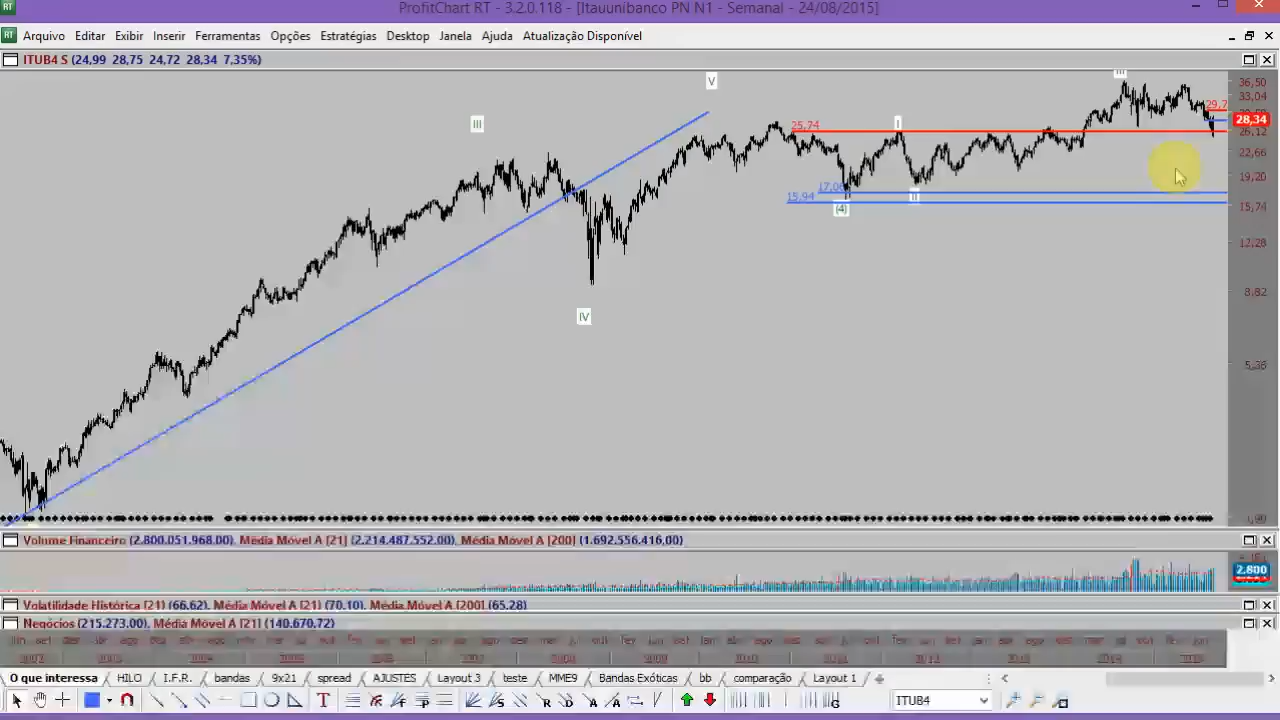 RT ProfitChart RT - 3.2.0.118 - [Itauunibanco PN N1 - Semanal - 24/08/2015]
RT Arquivo Editar Exibir Inserir Ferramentas Opções Estratégias Desktop Janela Ajuda Atualização Disponível
ITUB4 S (24,99 28,75 24,72 28,34 7,35%)
V
III
36,50
33,04
29,7
28,34
III
I
25,74
26,12
22,66
19,20
17,0
15,94
II
(4)
15,74
12,28
IV
8,82
5,36
Volume Financeiro (2.800.051.968.00), Média Móvel A [21] (2.214.487.552.00), Média Móvel A [200] (1.692.556.416,00)
2.800
Volatilidade Histórica [21] (66.62), Média Móvel A [21] (70,10), Média Móvel A [200] (65.28)
Negócios (215.273.00), Média Móvel A [21] (140.670,72)
O que interessa HILO I.F.R. bandas 9x21 spread AJUSTES Layout 3 teste MME9 Bandas Exóticas bb comparação Layout 1
ITUB4